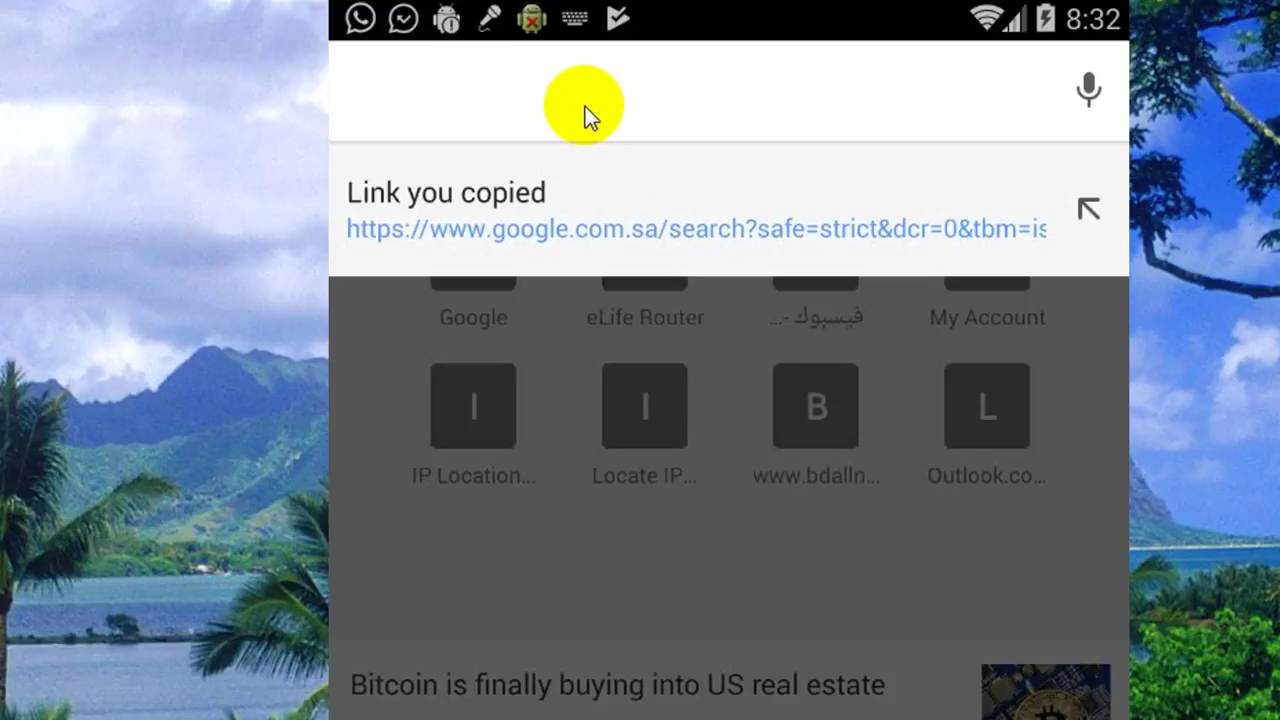 8:32
Link you copied
https://www.google.com.sa/search?safe=strict&dcr=0&tbm=is
Google
eLife Router
فيسبوك -...
My Account
I
I
B
L
IP Location...
Locate IP...
www.bdalln...
Outlook.co...
Bitcoin is finally buying into US real estate